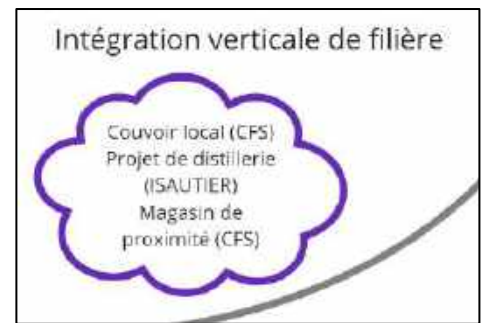 Intégration verticale de filière
Couvoir local (CFS)
Projet de distillerie
(ISAUTIER)
Magasin de
proximité (CFS)